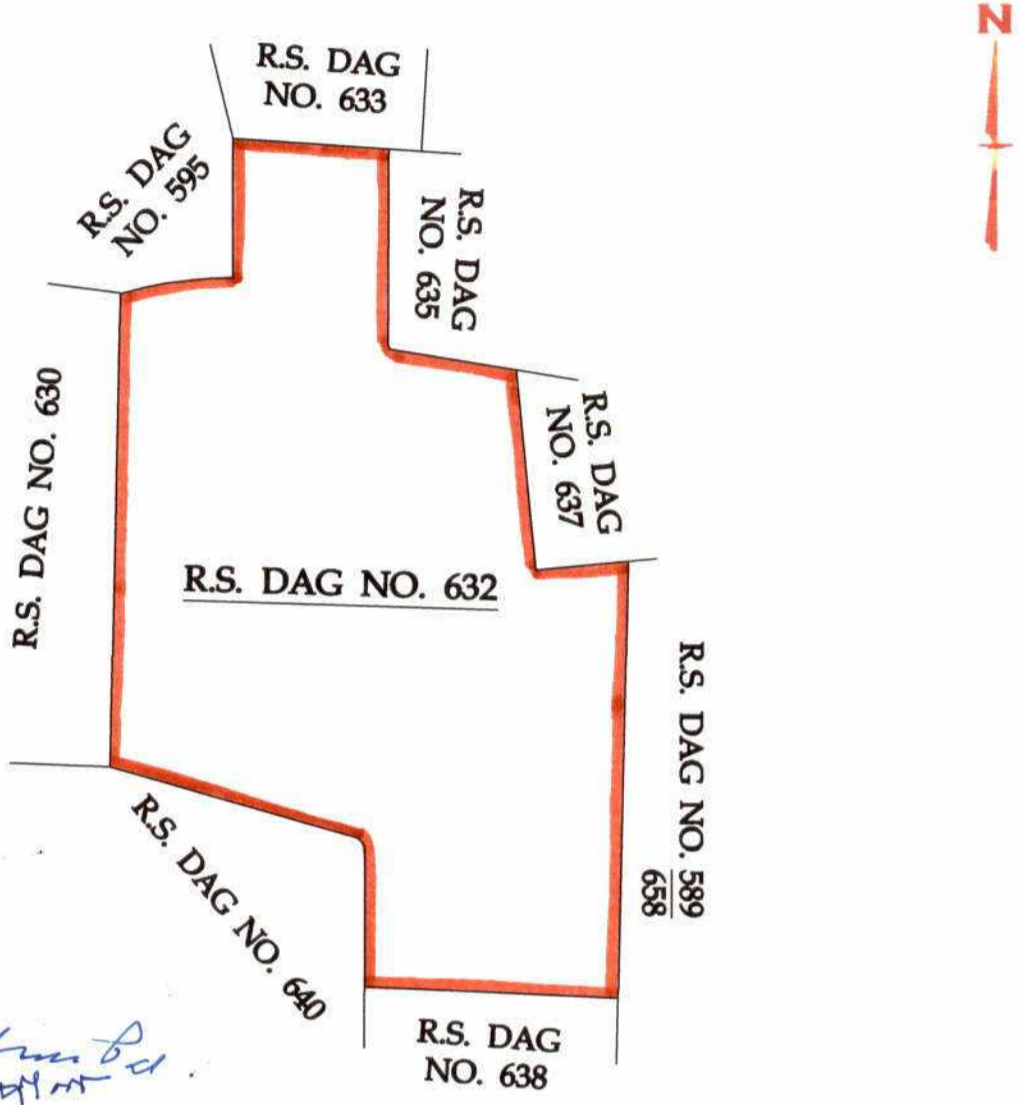 N
R.S. DAG
NO. 633
R.S. DAG
NO. 595
R.S. DAG
NO. 635
R.S. DAG NO. 630
R.S. DAG
NO. 637
R.S. DAG NO. 632
R.S. DAG NO. 589
658
R.S. DAG NO. 640
R.S. DAG
NO. 638